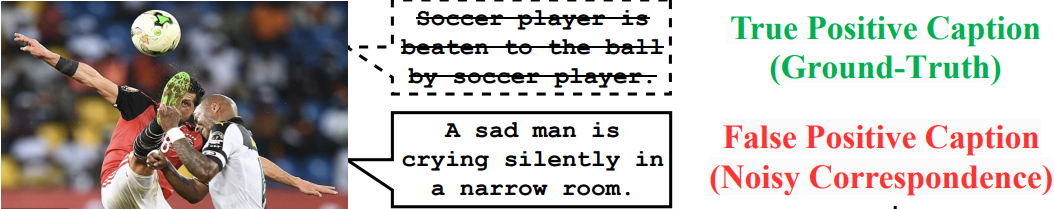 Soccer player is
beaten to the ball
by soccer player.
True Positive Caption
(Ground-Truth)
A sad man is
crying silently in
a narrow room.
False Positive Caption
(Noisy Correspondence)